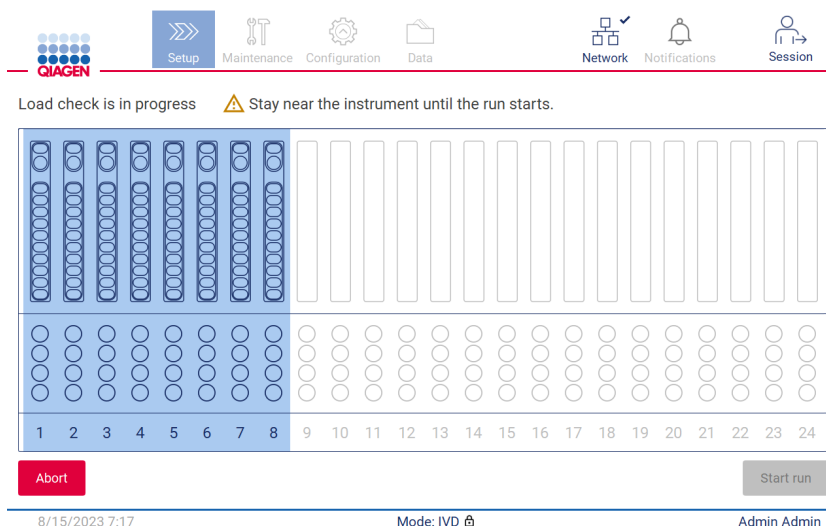 QIAGEN
Setup
Maintenance
Configuration
Data
Network
Notifications
Session
Load check is in progress
Stay near the instrument until the run starts.
1 2 3 4 5 6 7 8 9 10 11 12 13 14 15 16 17 18 19 20 21 22 23 24
Abort
Start run
8/15/2023 7:17
Mode: IVD
Admin Admin